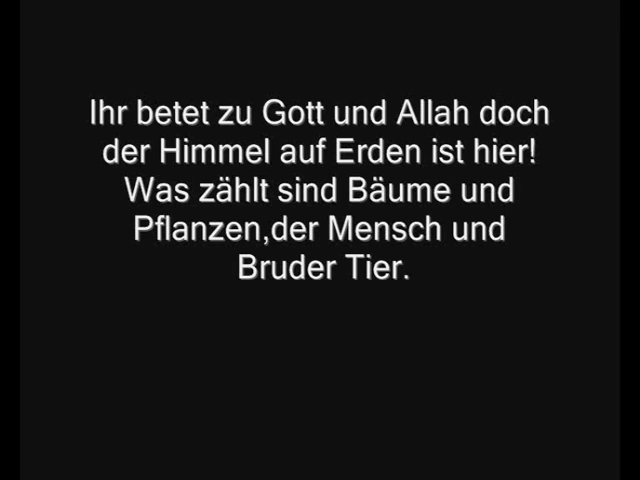 Ihr betet zu Gott und Allah doch
der Himmel auf Erden ist hier!
Was zählt sind Bäume und
Pflanzen,der Mensch und
Bruder Tier.